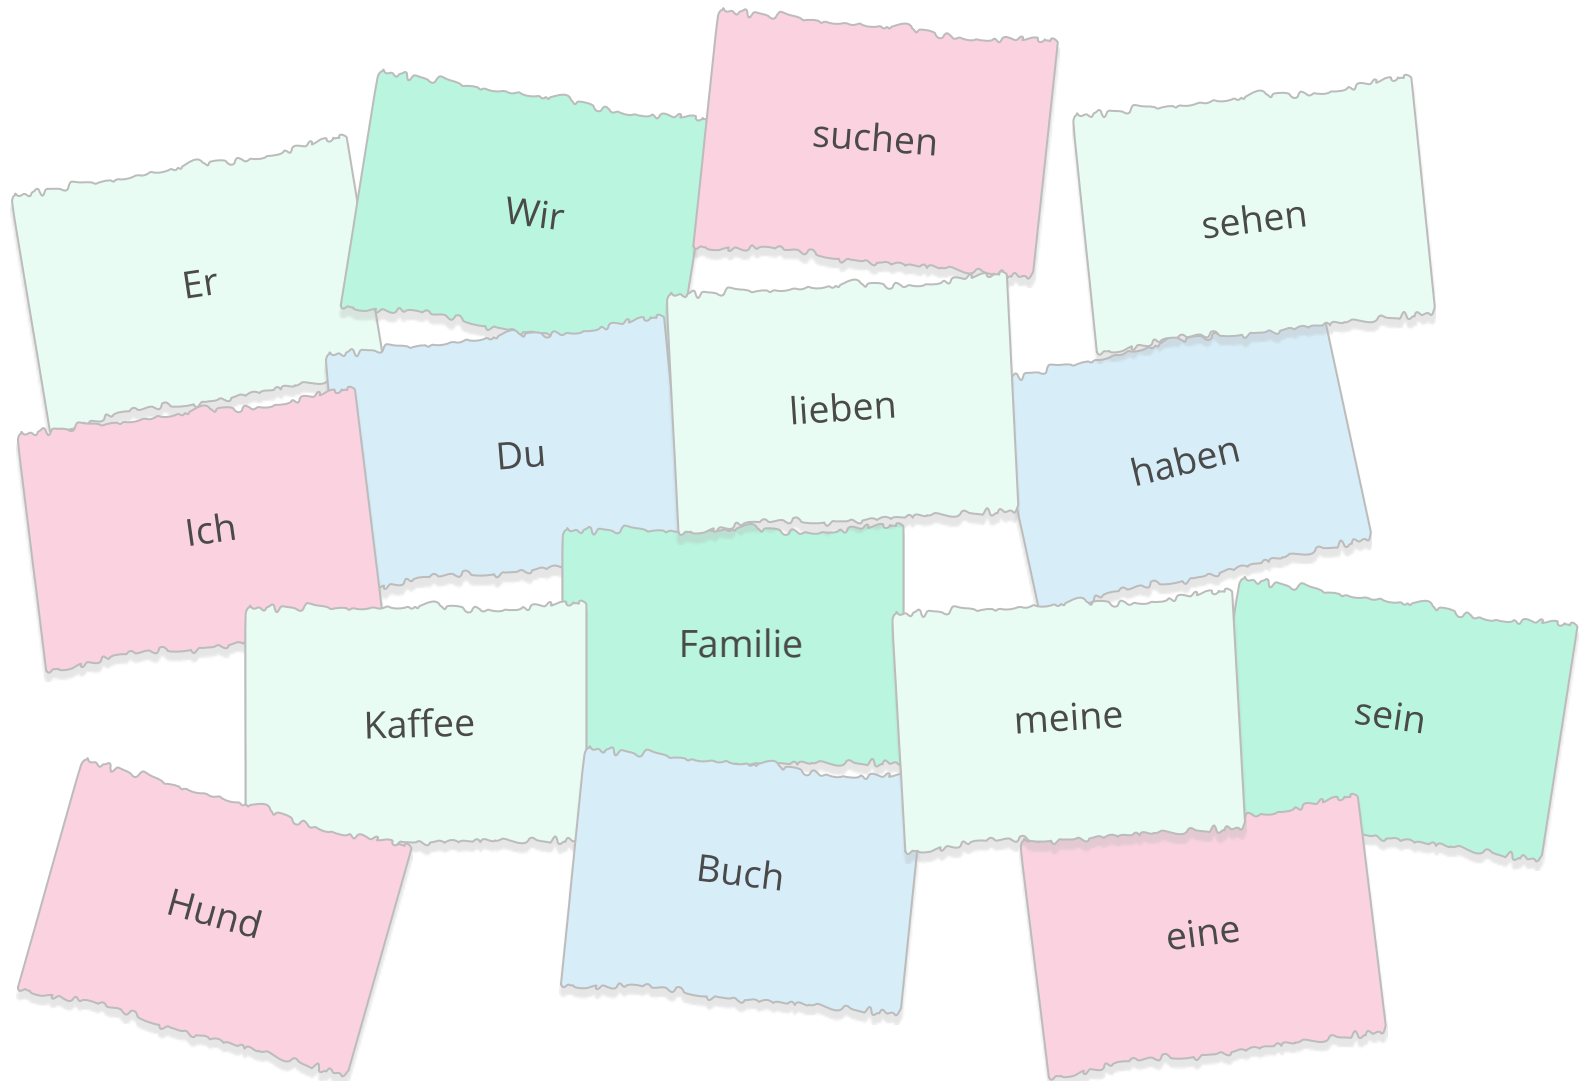 suchen
Wir
sehen
Er
lieben
Du
haben
Ich
Familie
meine
sein
Kaffee
Buch
Hund
eine